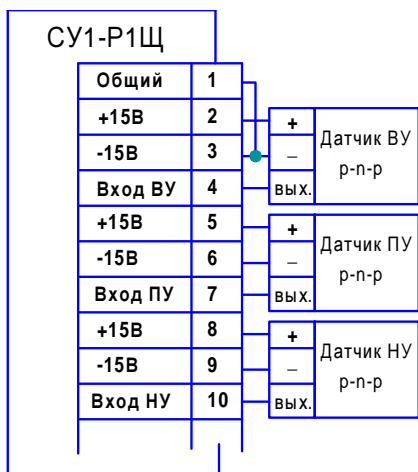 СУ1-Р1Щ
Общий 1
+15В 2
-15В 3
Вход ВУ 4
+15В 5
-15В 6
Вход ПУ 7
+15В 8
-15В 9
Вход НУ 10
+
–
вых.
Датчик ВУ
p-n-p
+
–
вых.
Датчик ПУ
p-n-p
+
–
вых.
Датчик НУ
p-n-p